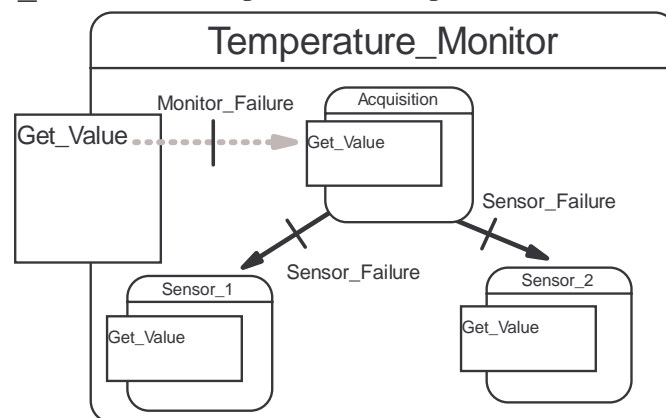 Temperature_Monitor
Monitor_Failure
Acquisition
Get_Value
Get_Value
Sensor_Failure
Sensor_Failure
Sensor_1
Sensor_2
Get_Value
Get_Value